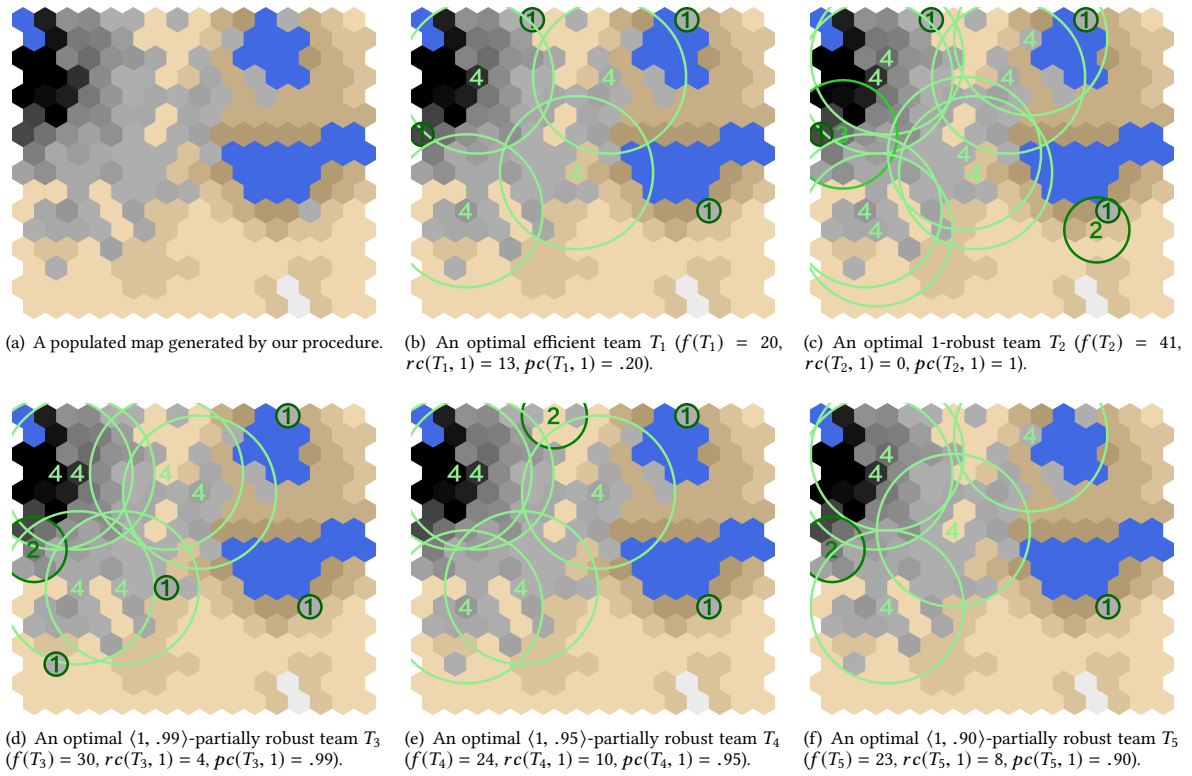 1 1
4 4
1
4
4 1
1 1
4
4
4 4
1 3
4
4
4 1
4 2
(a) A populated map generated by our procedure.
(b) An optimal efficient team T₁ (f(T₁) = 20,
rc(T₁, 1) = 13, pc(T₁, 1) = .20).
(c) An optimal 1-robust team T₂ (f(T₂) = 41,
rc(T₂, 1) = 0, pc(T₂, 1) = 1).
1
4 4 4
4
2
4 4 1
1
1
2 1
4 4
4
4
4 1
4
4
4
4
2
4 1
(d) An optimal ⟨1, .99⟩-partially robust team T₃
(f(T₃) = 30, rc(T₃, 1) = 4, pc(T₃, 1) = .99).
(e) An optimal ⟨1, .95⟩-partially robust team T₄
(f(T₄) = 24, rc(T₄, 1) = 10, pc(T₄, 1) = .95).
(f) An optimal ⟨1, .90⟩-partially robust team T₅
(f(T₅) = 23, rc(T₅, 1) = 8, pc(T₅, 1) = .90).